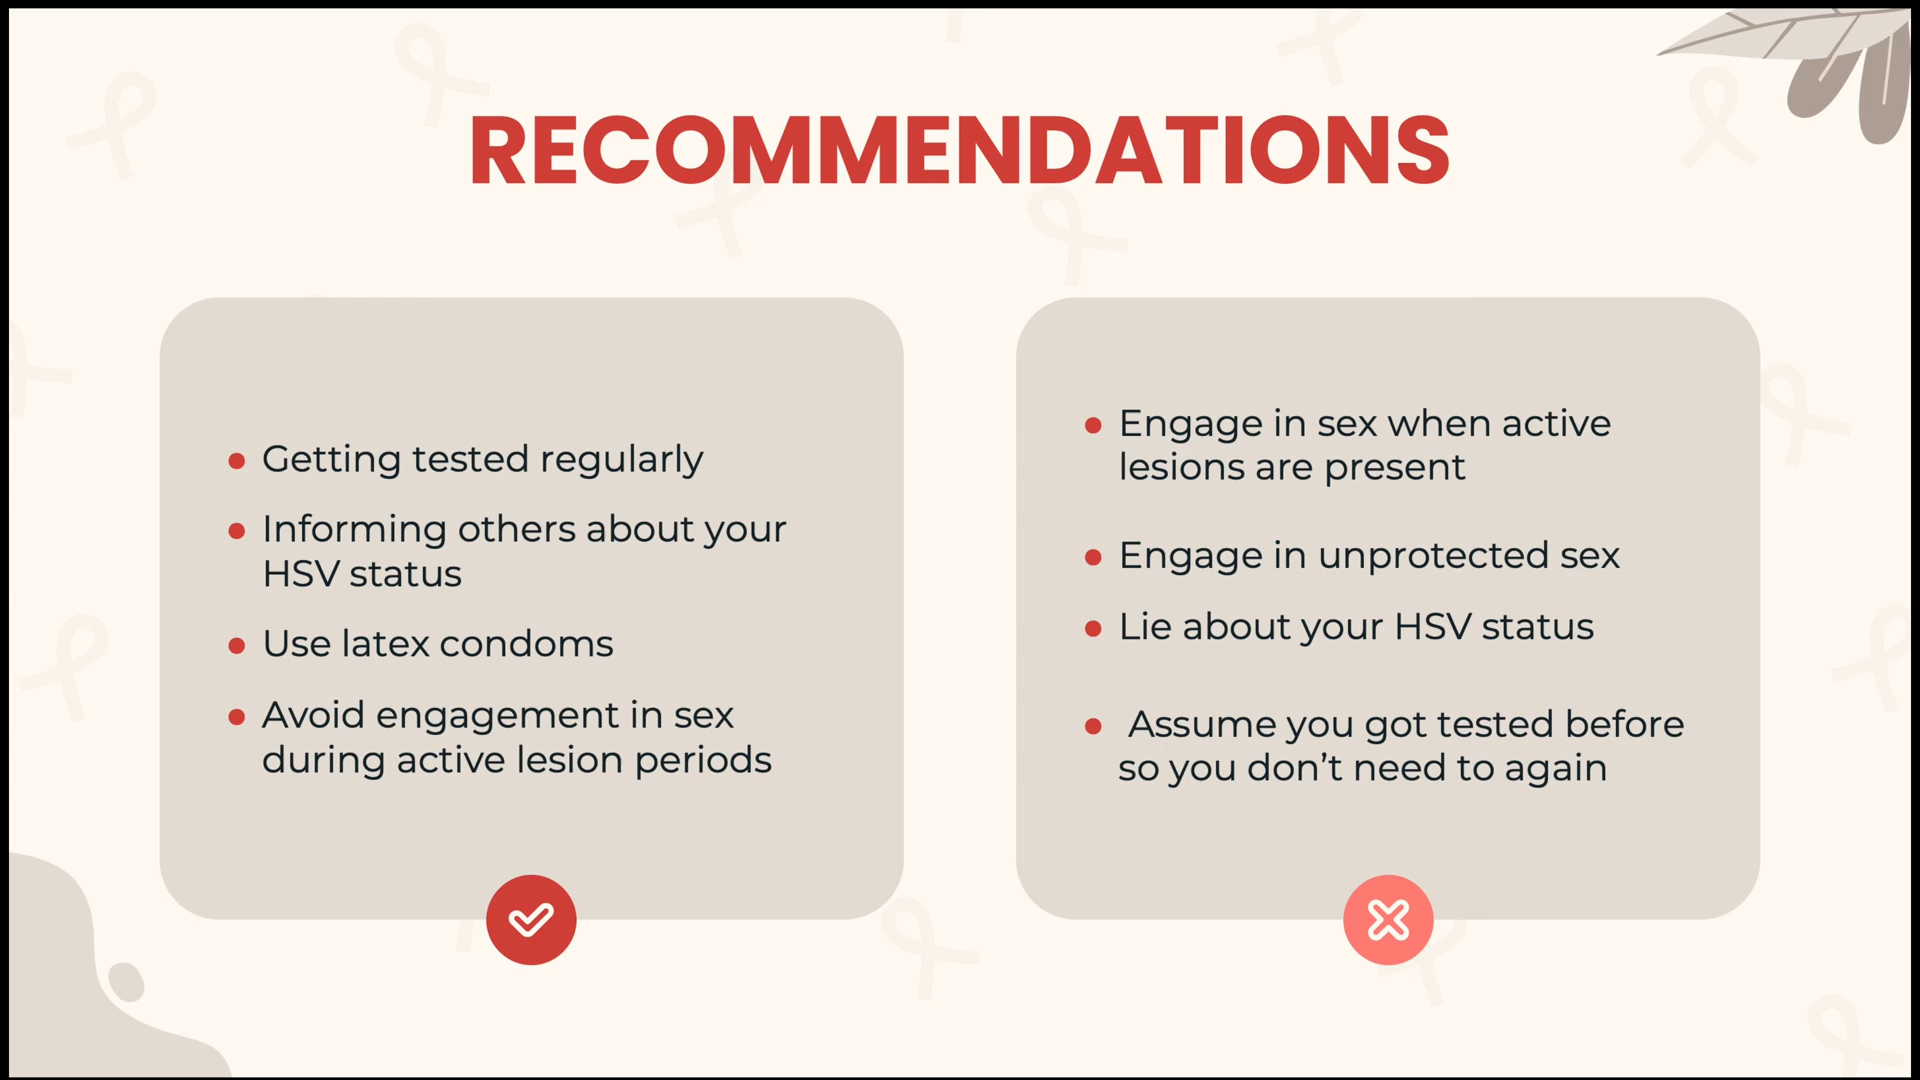 RECOMMENDATIONS
Getting tested regularly
Informing others about your
HSV status
Use latex condoms
Avoid engagement in sex
during active lesion periods
Engage in sex when active
lesions are present
Engage in unprotected sex
Lie about your HSV status
Assume you got tested before
so you don’t need to again